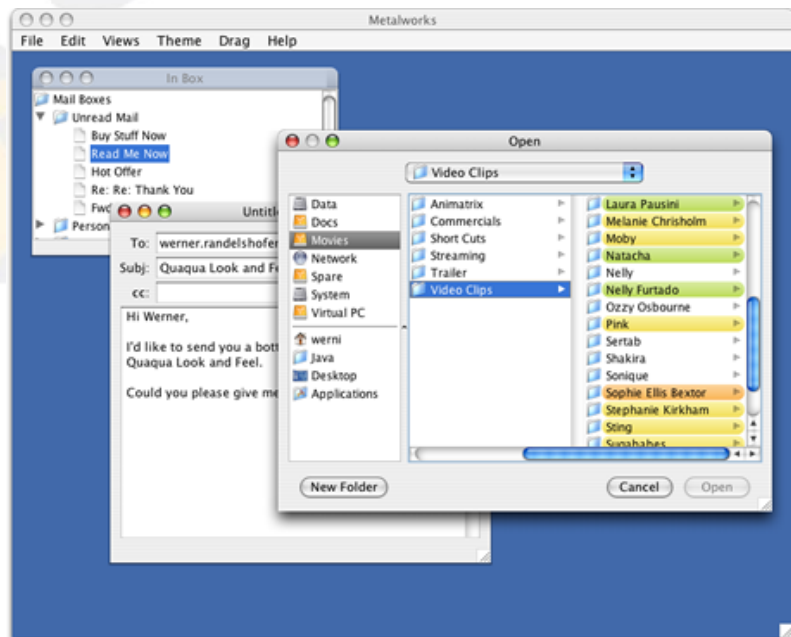 Metalworks
File Edit Views Theme Drag Help
In Box
Mail Boxes
Unread Mail
Buy Stuff Now
Read Me Now
Hot Offer
Re: Re: Thank You
Fwd
Person
Untitle
To: werner.randelshofer
Subj: Quaqua Look and Fe
cc:
Hi Werner,
I'd like to send you a bott
Quaqua Look and Feel.
Could you please give me
Open
Video Clips
Data
Docs
Movies
Network
Spare
System
Virtual PC
werni
Java
Desktop
Applications
Animatrix
Commercials
Short Cuts
Streaming
Trailer
Video Clips
Laura Pausini
Melanie Chrisholm
Moby
Natacha
Nelly
Nelly Furtado
Ozzy Osbourne
Pink
Sertab
Shakira
Sonique
Sophie Ellis Bextor
Stephanie Kirkham
Sting
Sugababes
New Folder
Cancel
Open